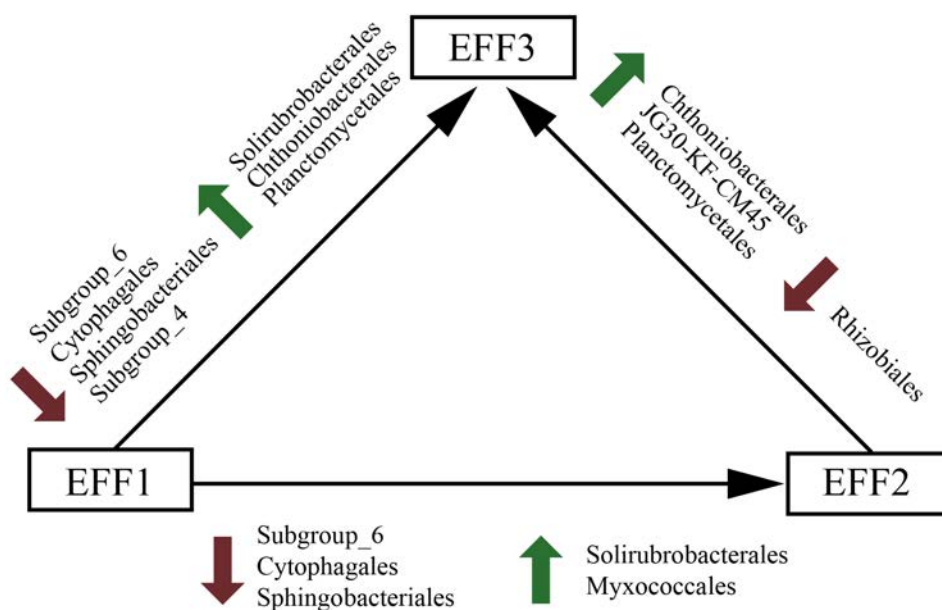 EFF3
Solirubrobacterales
Chthoniobacterales
Planctomycetales
Subgroup_6
Cytophagales
Sphingobacteriales
Subgroup_4
Chthoniobacterales
JG30-KF-CM45
Planctomycetales
Rhizobiales
EFF1
EFF2
Subgroup_6
Cytophagales
Sphingobacteriales
Solirubrobacterales
Myxococcales